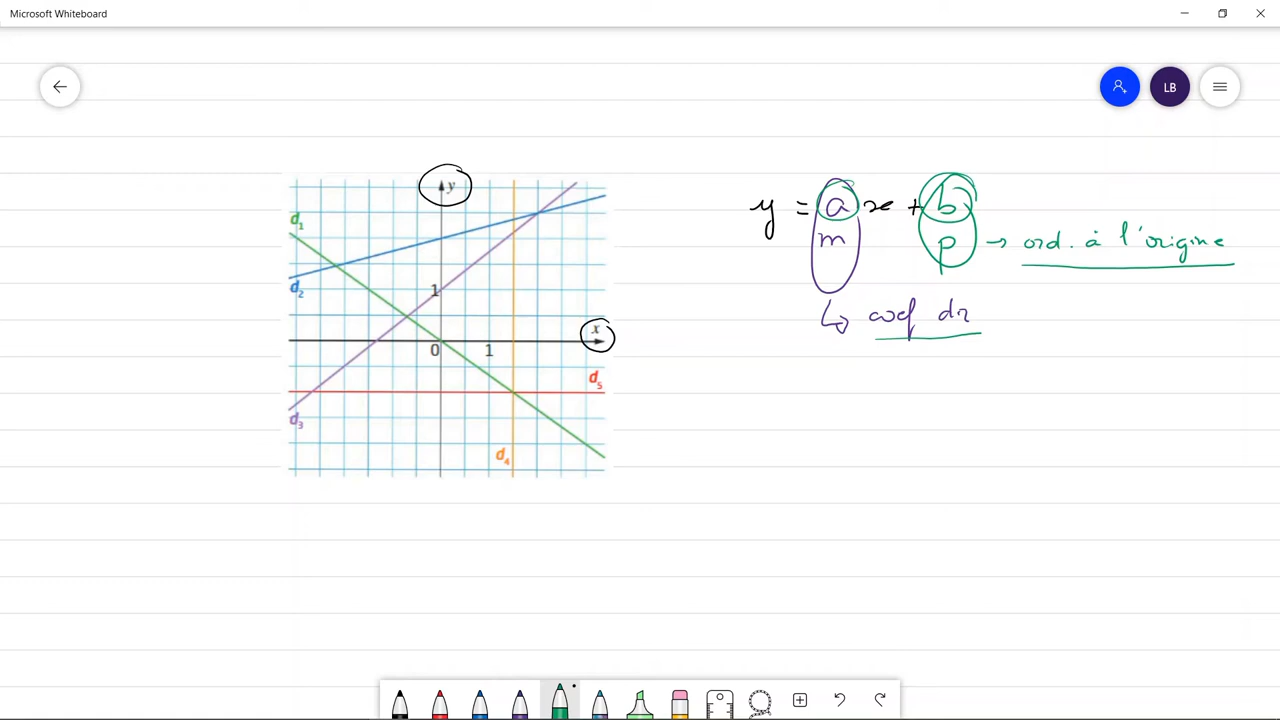 Microsoft Whiteboard
LB
y
d1
d2
1
x
0
1
d5
d3
d4
y = a x + b
m
p → ord. à l'origine
↳ coef dr